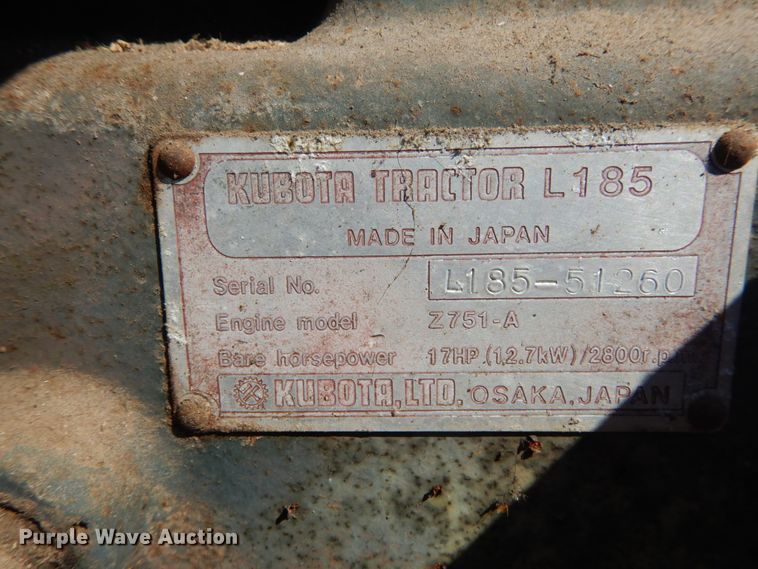 KUBOTA TRACTOR L185
MADE IN JAPAN
Serial No. L185-51260
Engine model Z751-A
Bare horsepower 17HP (12.7kW)/2800r.p.m
KUBOTA, LTD. OSAKA, JAPAN
Purple Wave Auction